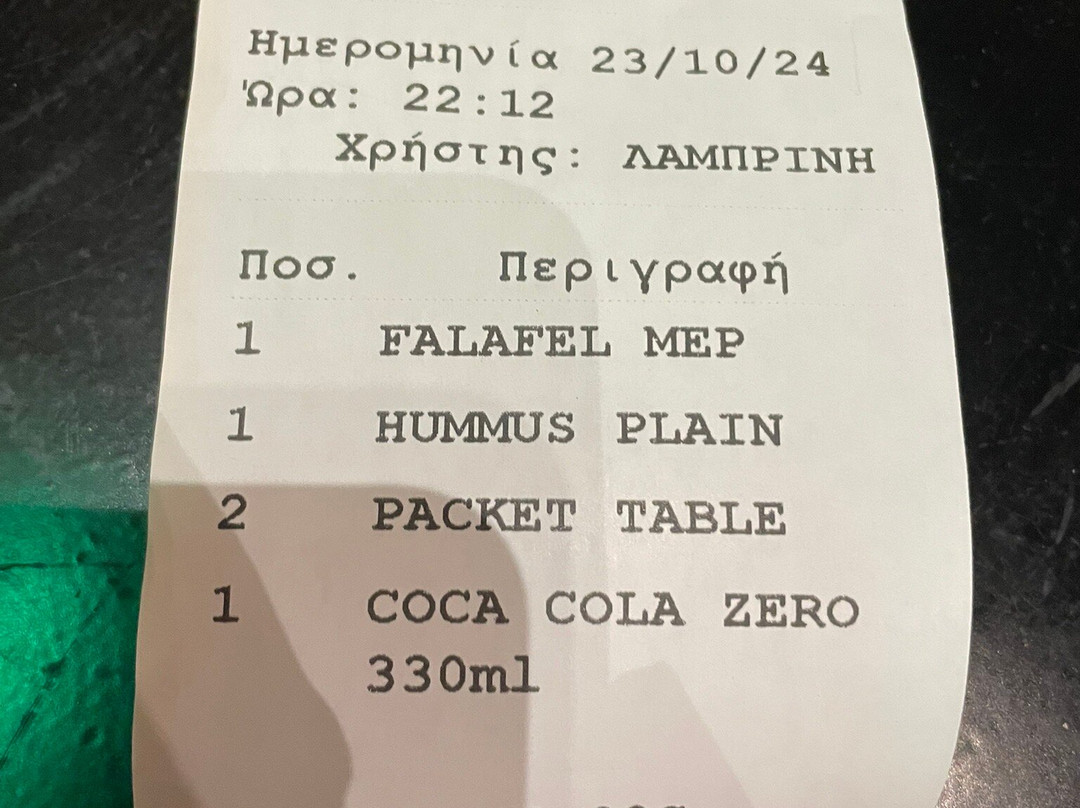 Ημερομηνία 23/10/24
Ώρα: 22:12
Χρήστης: ΛΑΜΠΡΙΝΗ
Ποσ. Περιγραφή
1 FALAFEL ΜΕΡ
1 HUMMUS PLAIN
2 PACKET TABLE
1 COCA COLA ZERO
330ml